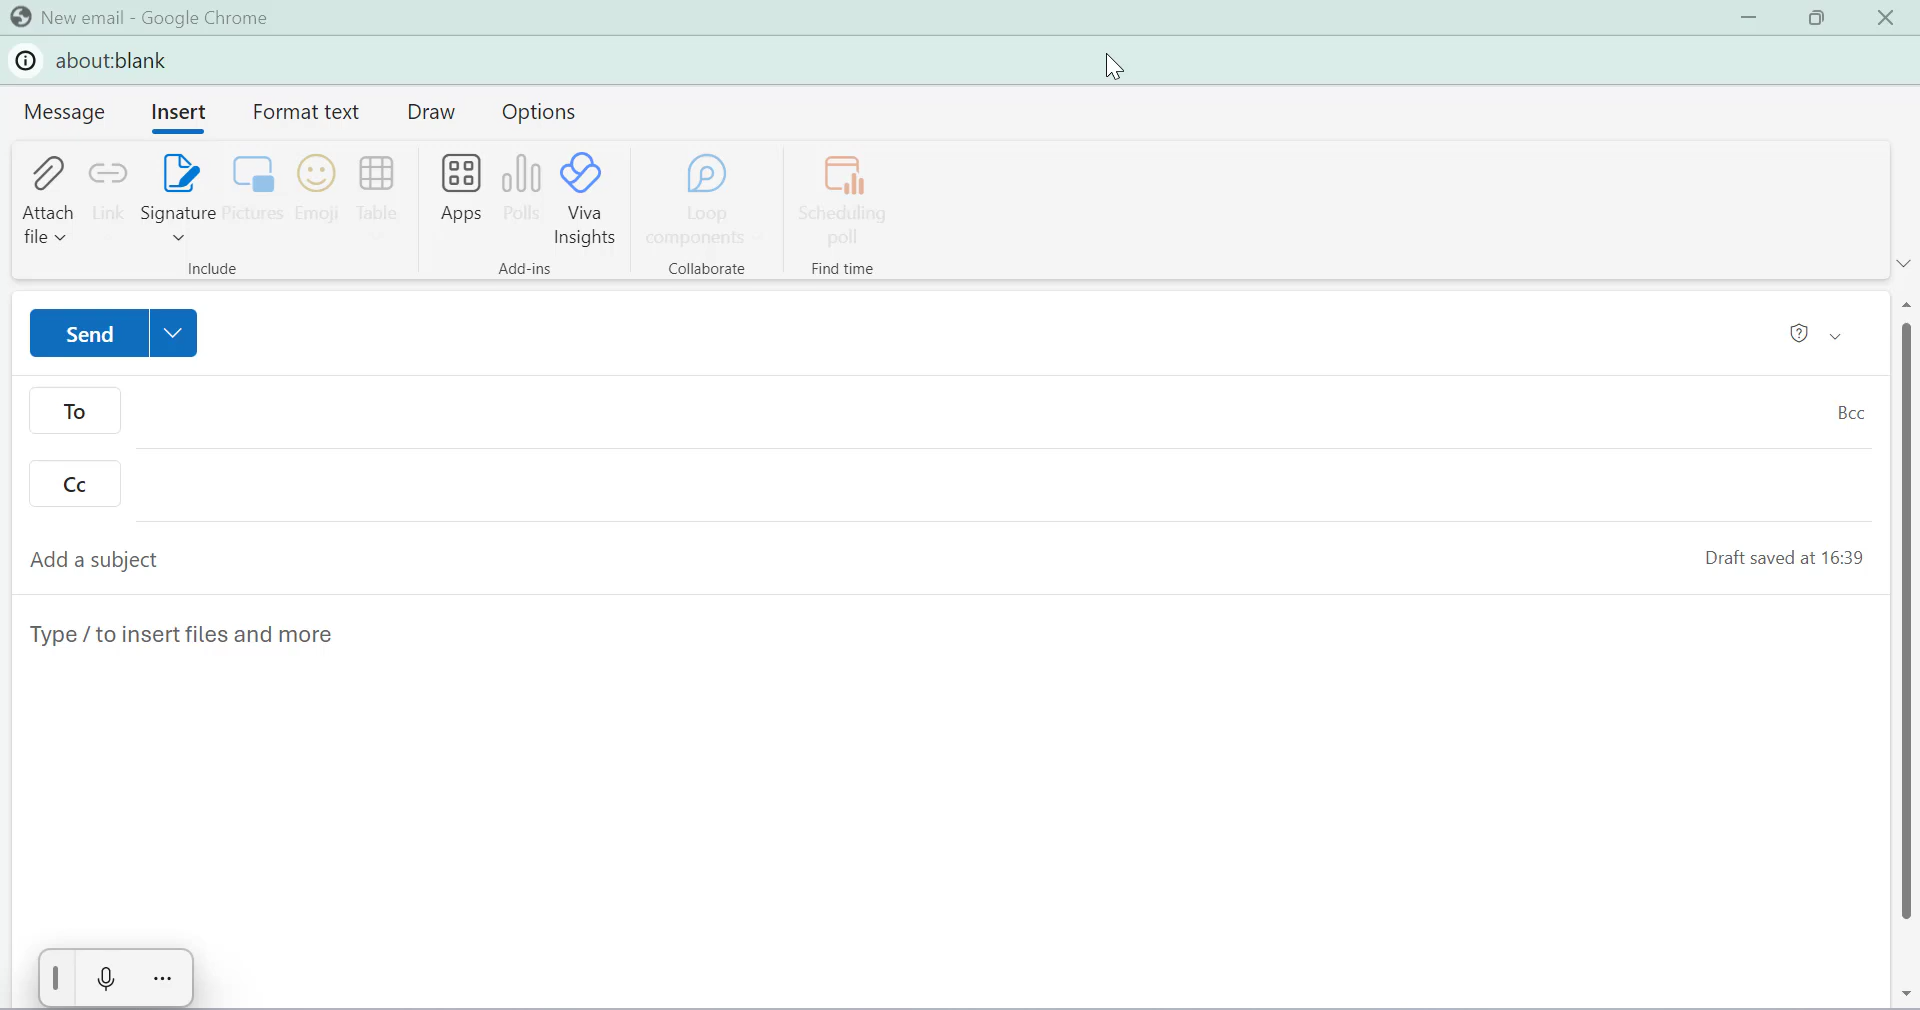 New email - Google Chrome
about:blank
Message Insert Format text Draw Options
Attach file Link Signature Pictures Emoji Table Apps Polls Viva Insights Loop components Scheduling poll
Include Add-ins Collaborate Find time
Send
To Bcc
Cc
Add a subject Draft saved at 16:39
Type / to insert files and more